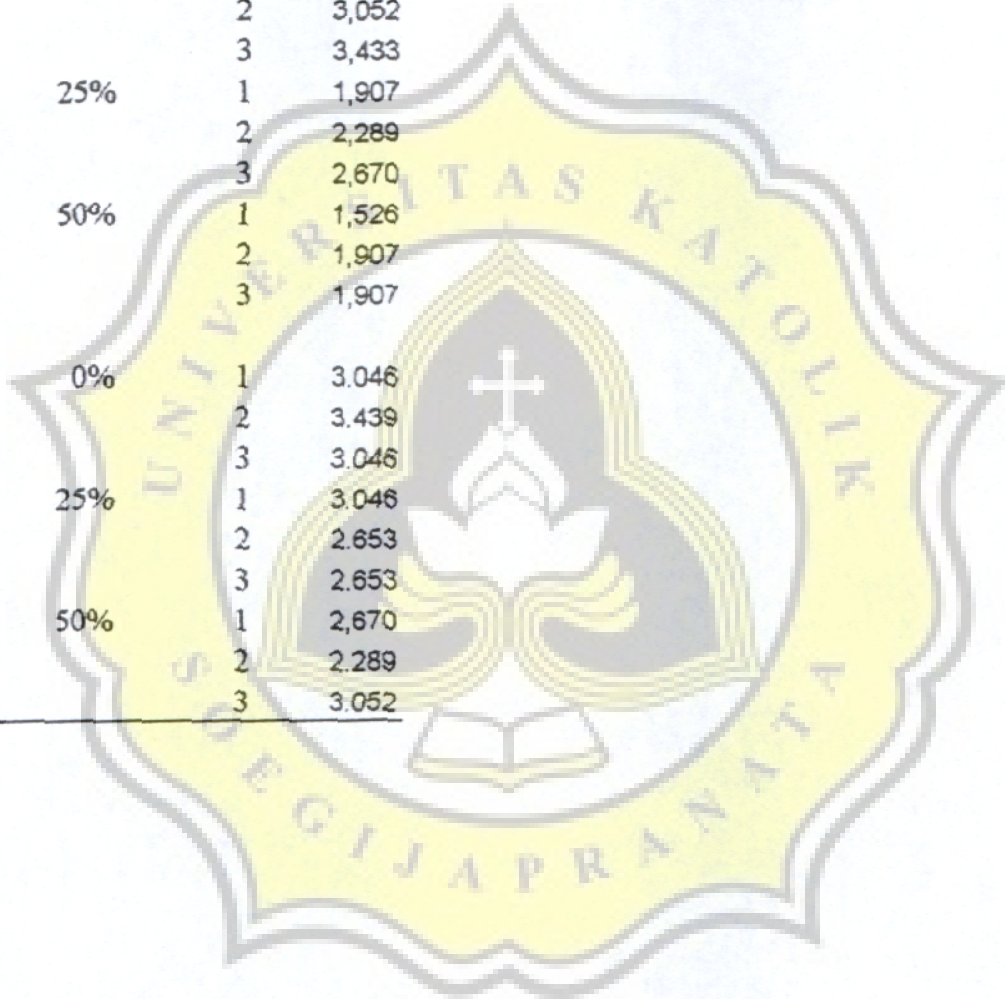 2 3,052
3 3,433
25% 1 1,907
2 2,289
3 2,670
50% 1 1,526
2 1,907
3 1,907
0% 1 3.046
2 3.439
3 3.046
25% 1 3.046
2 2.653
3 2.653
50% 1 2,670
2 2.289
3 3.052
UNIVERSITAS KATOLIK
SOEGIJAPRANATA